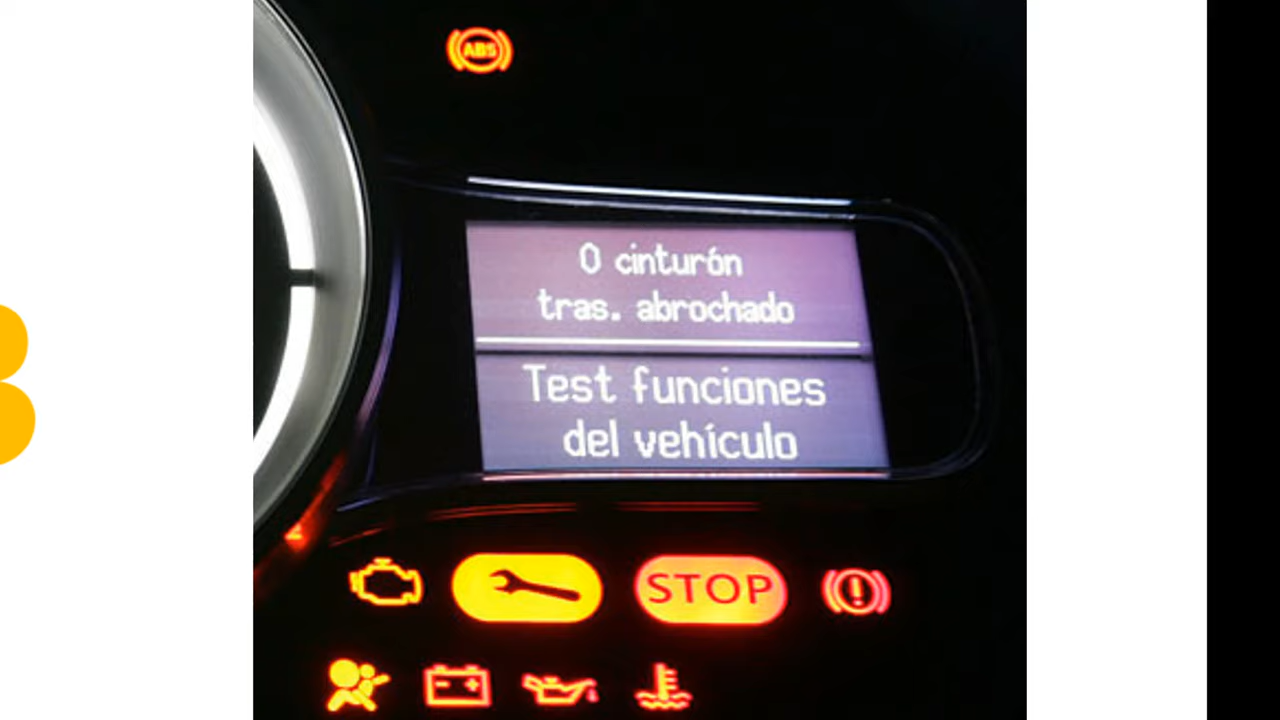 ABS
0 cinturón
tras. abrochado
Test funciones
del vehículo
STOP